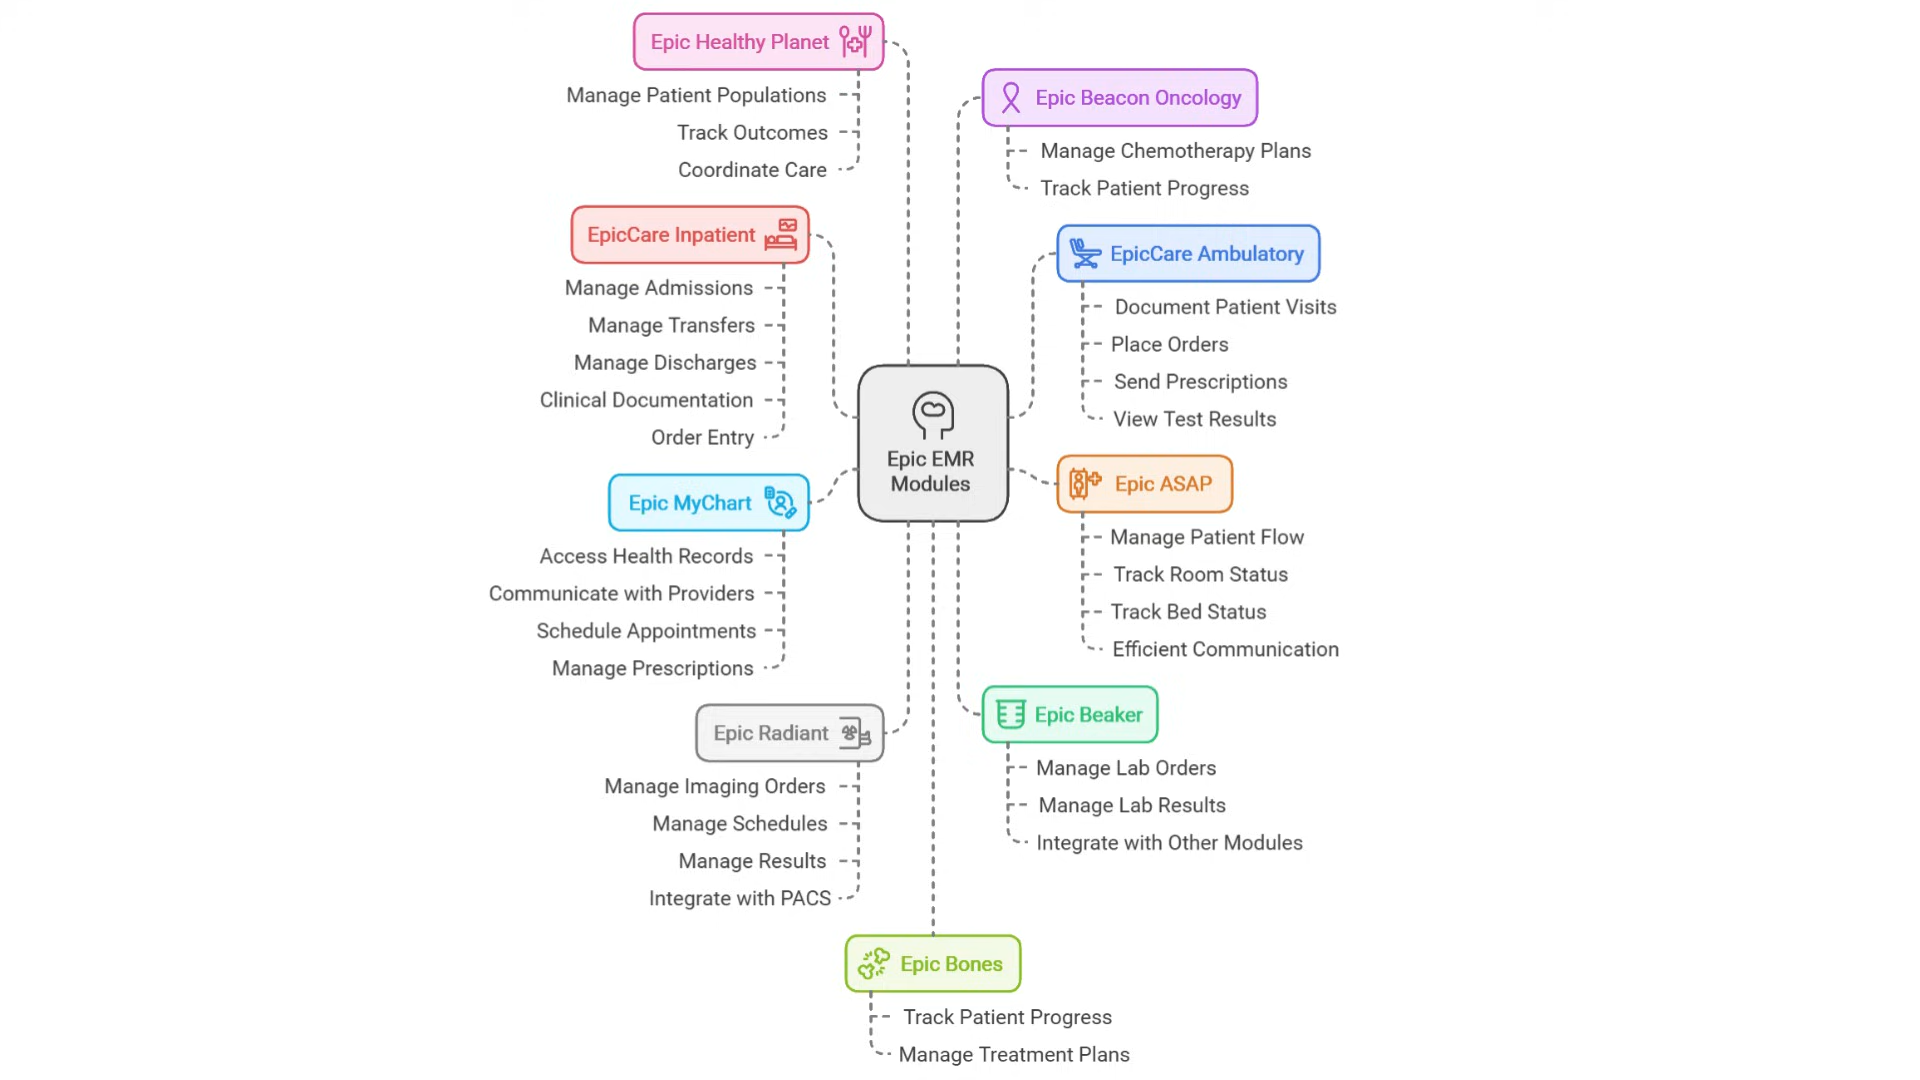 Epic Healthy Planet
Manage Patient Populations
Track Outcomes
Coordinate Care
Epic Beacon Oncology
Manage Chemotherapy Plans
Track Patient Progress
EpicCare Inpatient
Manage Admissions
Manage Transfers
Manage Discharges
Clinical Documentation
Order Entry
EpicCare Ambulatory
Document Patient Visits
Place Orders
Send Prescriptions
View Test Results
Epic EMR
Modules
Epic MyChart
Access Health Records
Communicate with Providers
Schedule Appointments
Manage Prescriptions
Epic ASAP
Manage Patient Flow
Track Room Status
Track Bed Status
Efficient Communication
Epic Radiant
Manage Imaging Orders
Manage Schedules
Manage Results
Integrate with PACS
Epic Beaker
Manage Lab Orders
Manage Lab Results
Integrate with Other Modules
Epic Bones
Track Patient Progress
Manage Treatment Plans